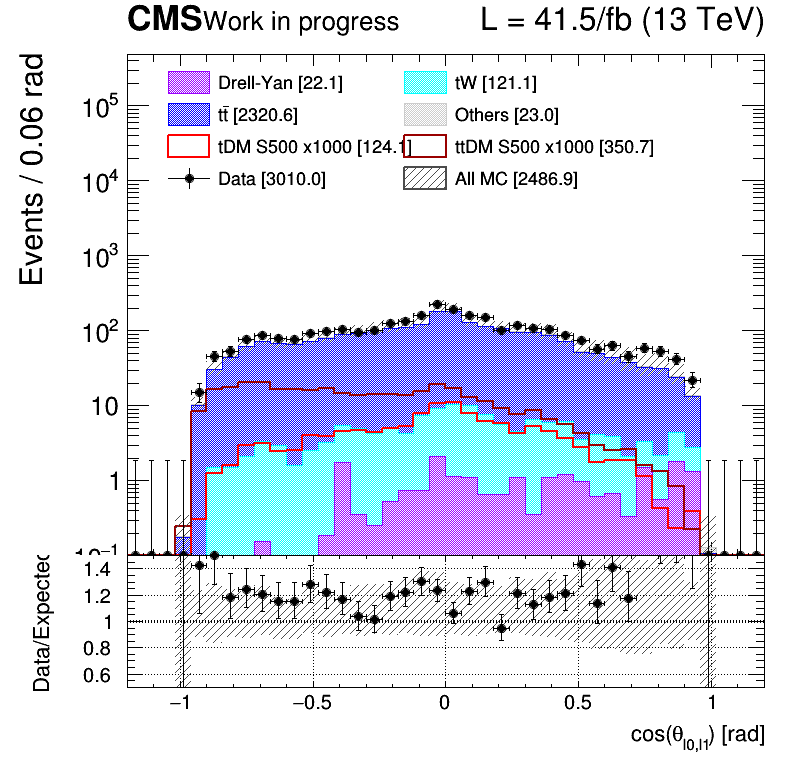 CMS Work in progress L = 41.5/fb (13 TeV)
Events / 0.06 rad
Drell-Yan [22.1] tW [121.1]
tt̄ [2320.6] Others [23.0]
tDM S500 x1000 [124.1] ttDM S500 x1000 [350.7]
Data [3010.0] All MC [2486.9]
10⁵
10⁴
10³
10²
10
1
10⁻¹
Data/Expected
1.4
1.2
1
0.8
0.6
−1 −0.5 0 0.5 1
cos(θ_l0,l1) [rad]